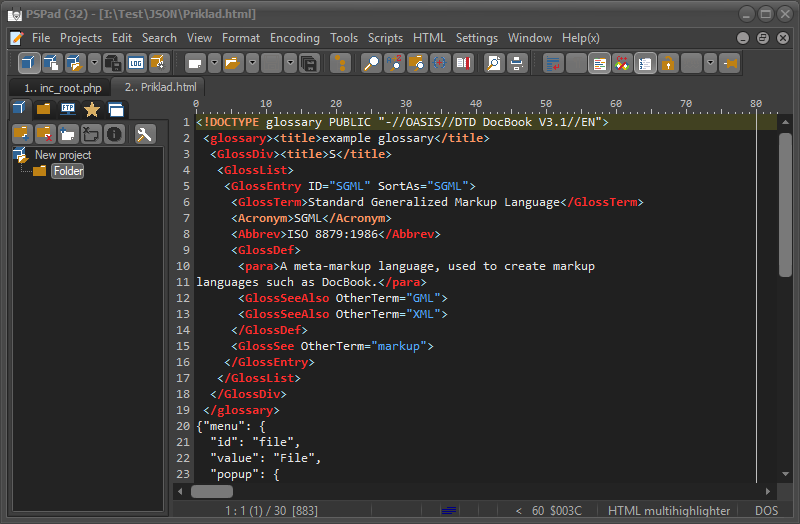 PSPad (32) - [I:\Test\JSON\Priklad.html]
File Projects Edit Search View Format Encoding Tools Scripts HTML Settings Window Help(x)
LOG
1.. inc_root.php 2.. Priklad.html
FTP
0 10 20 30 40 50 60 70 80
New project
Folder
1 <!DOCTYPE glossary PUBLIC "-//OASIS//DTD DocBook V3.1//EN">
2 <glossary><title>example glossary</title>
3 <GlossDiv><title>S</title>
4 <GlossList>
5 <GlossEntry ID="SGML" SortAs="SGML">
6 <GlossTerm>Standard Generalized Markup Language</GlossTerm>
7 <Acronym>SGML</Acronym>
8 <Abbrev>ISO 8879:1986</Abbrev>
9 <GlossDef>
10 <para>A meta-markup language, used to create markup
11 languages such as DocBook.</para>
12 <GlossSeeAlso OtherTerm="GML">
13 <GlossSeeAlso OtherTerm="XML">
14 </GlossDef>
15 <GlossSee OtherTerm="markup">
16 </GlossEntry>
17 </GlossList>
18 </GlossDiv>
19 </glossary>
20 {"menu": {
21 "id": "file",
22 "value": "File",
23 "popup": {
1 : 1 (1) / 30 [883] < 60 $003C HTML multihighlighter DOS